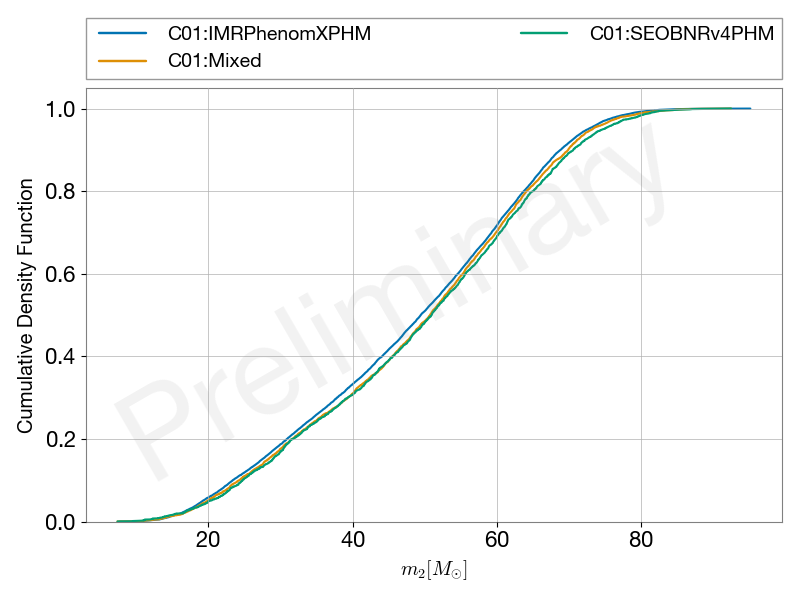 C01:IMRPhenomXPHM
C01:Mixed
C01:SEOBNRv4PHM
Cumulative Density Function
1.0
0.8
0.6
0.4
0.2
0.0
Preliminary
20 40 60 80
m₂[M☉]